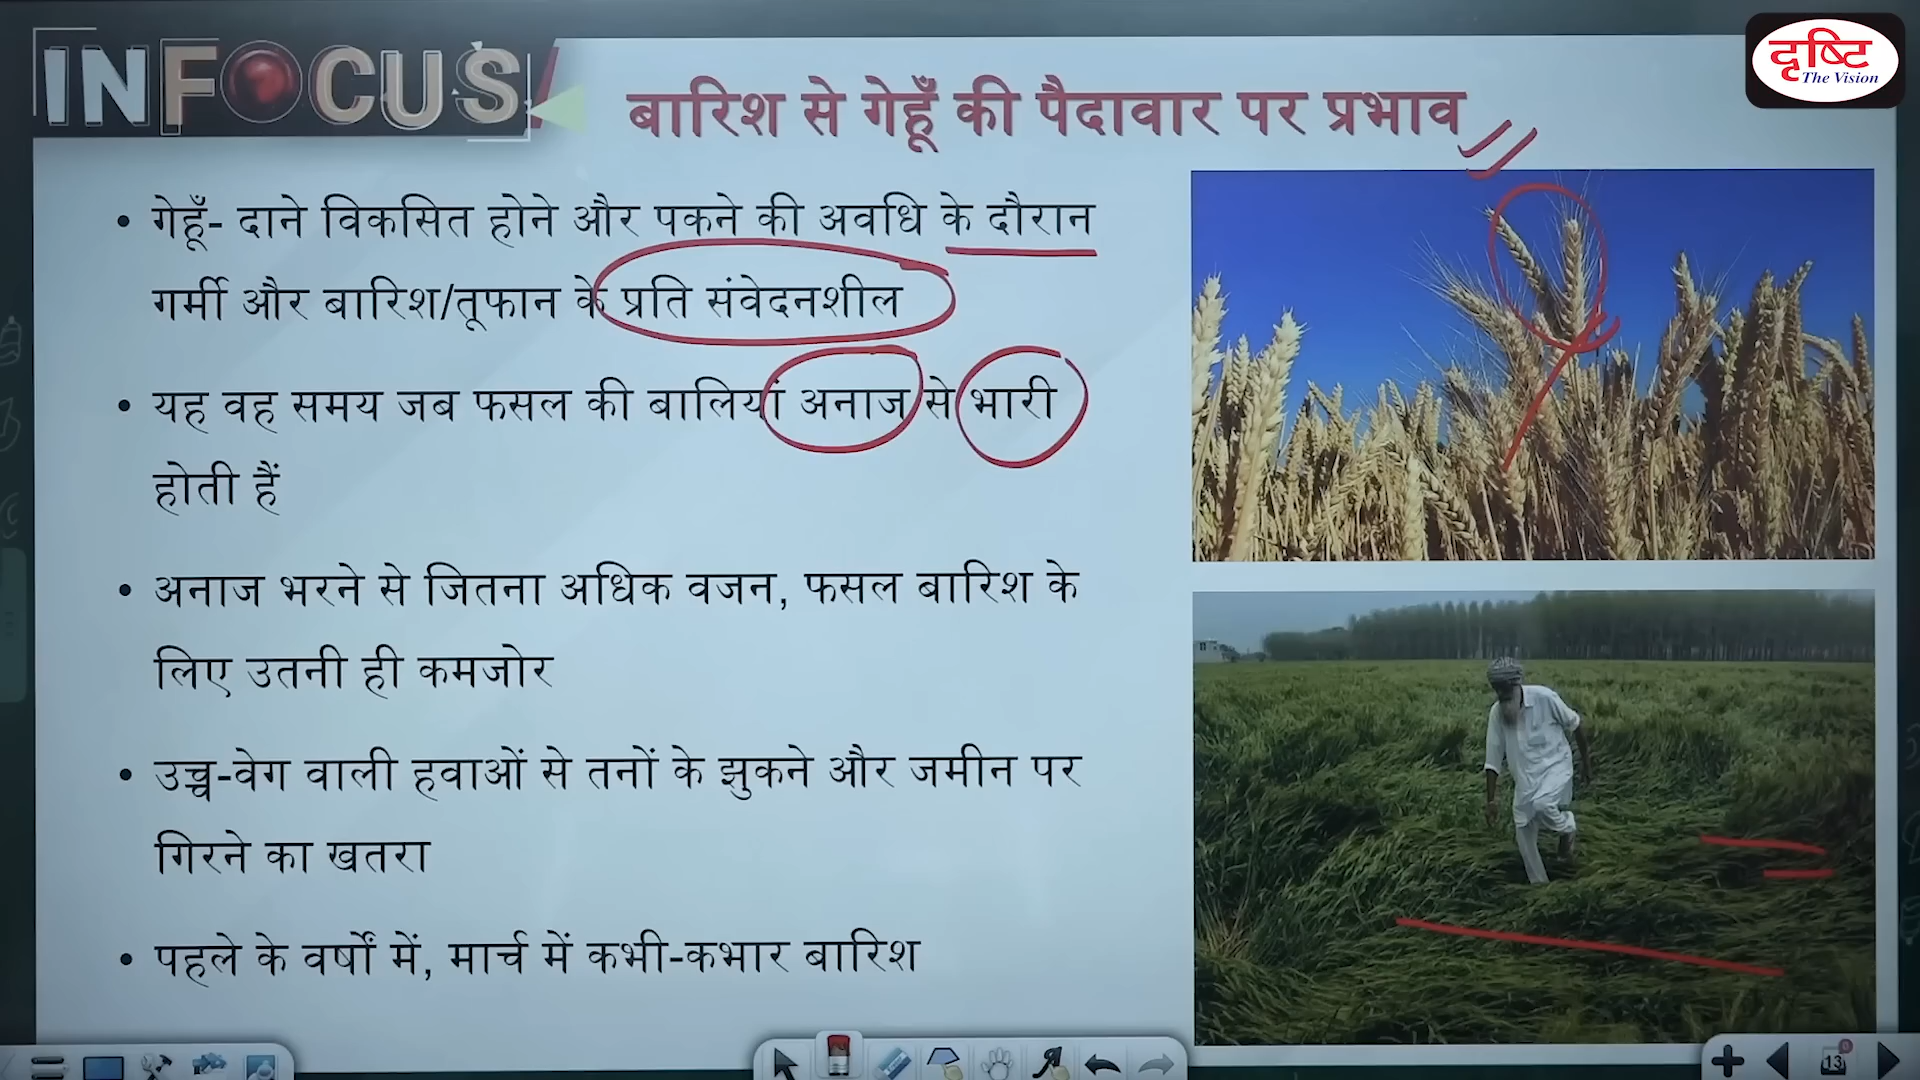 INFOCUS
दृष्टि
The Vision
बारिश से गेहूँ की पैदावार पर प्रभाव
• गेहूँ- दाने विकसित होने और पकने की अवधि के दौरान
गर्मी और बारिश/तूफान के प्रति संवेदनशील
• यह वह समय जब फसल की बालियां अनाज से भारी
होती हैं
• अनाज भरने से जितना अधिक वजन, फसल बारिश के
लिए उतनी ही कमजोर
• उच्च-वेग वाली हवाओं से तनों के झुकने और जमीन पर
गिरने का खतरा
• पहले के वर्षों में, मार्च में कभी-कभार बारिश
13